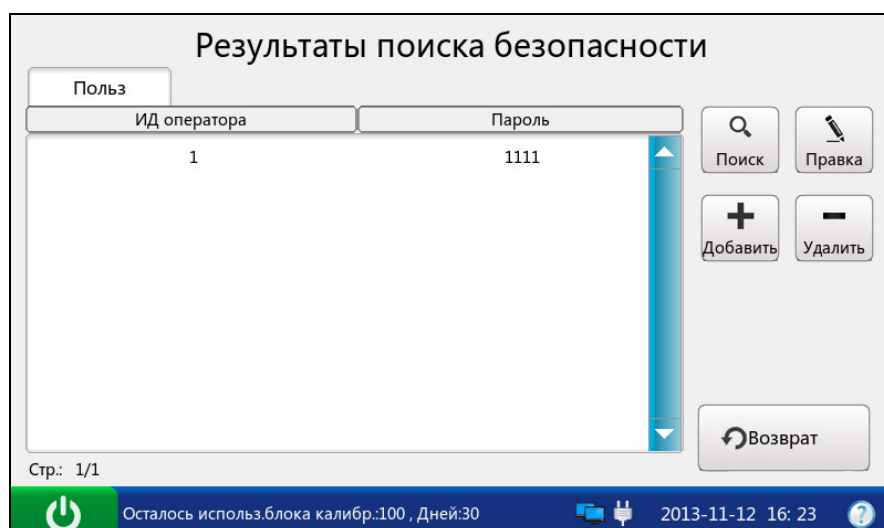 Результаты поиска безопасности
Польз
ИД оператора Пароль
1 1111
Поиск Правка
Добавить Удалить
Возврат
Стр.: 1/1
Осталось использ.блока калибр.:100 , Дней:30 2013-11-12 16: 23 ?